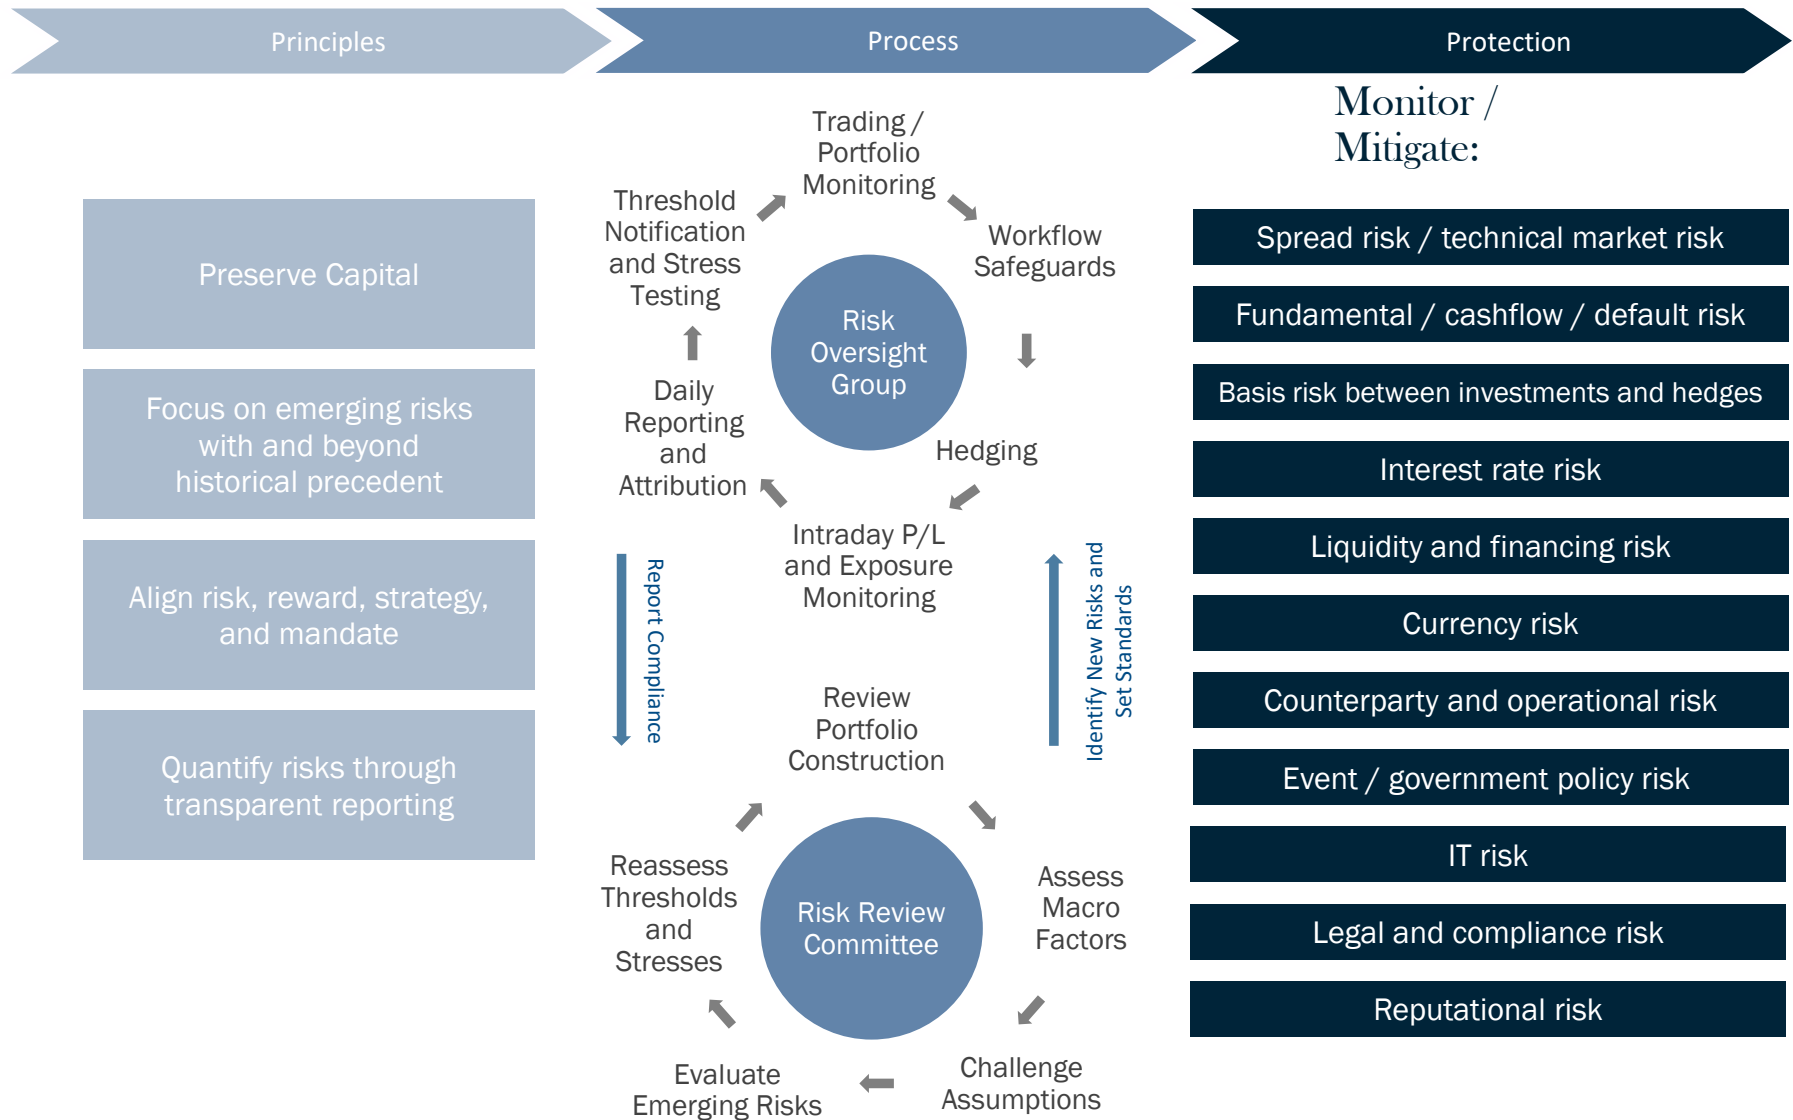 Principles
Process
Protection
Preserve Capital
Focus on emerging risks
with and beyond
historical precedent
Align risk, reward, strategy,
and mandate
Quantify risks through
transparent reporting
Trading /
Portfolio
Monitoring
Workflow
Safeguards
Hedging
Intraday P/L
and Exposure
Monitoring
Daily
Reporting
and
Attribution
Threshold
Notification
and Stress
Testing
Risk
Oversight
Group
Report Compliance
Identify New Risks and
Set Standards
Review
Portfolio
Construction
Assess
Macro
Factors
Challenge
Assumptions
Evaluate
Emerging Risks
Reassess
Thresholds
and
Stresses
Risk Review
Committee
Monitor /
Mitigate:
Spread risk / technical market risk
Fundamental / cashflow / default risk
Basis risk between investments and hedges
Interest rate risk
Liquidity and financing risk
Currency risk
Counterparty and operational risk
Event / government policy risk
IT risk
Legal and compliance risk
Reputational risk